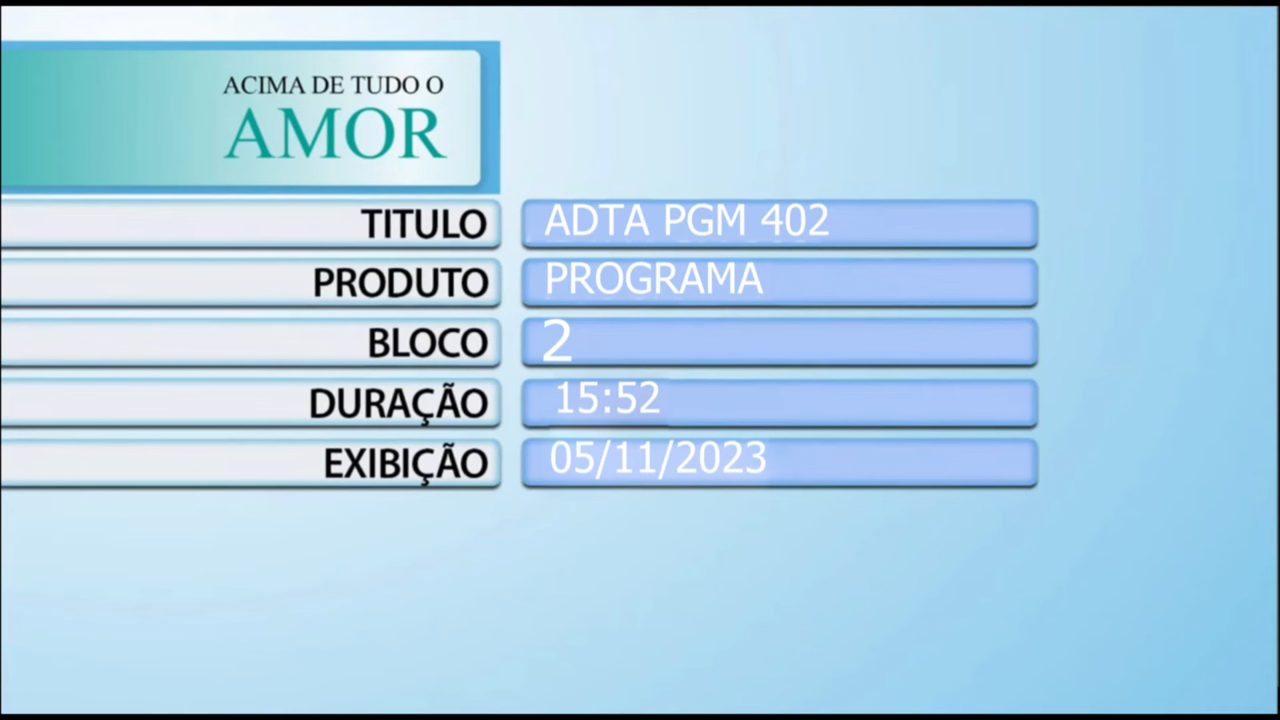 ACIMA DE TUDO O
AMOR
TITULO ADTA PGM 402
PRODUTO PROGRAMA
BLOCO 2
DURAÇÃO 15:52
EXIBIÇÃO 05/11/2023